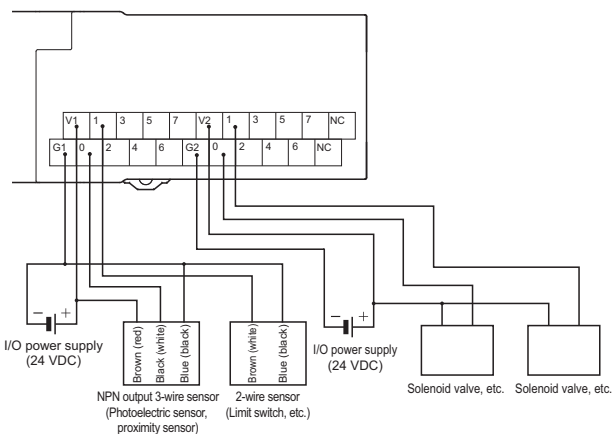 V1 1 3 5 7 V2 1 3 5 7 NC
G1 0 2 4 6 G2 0 2 4 6 NC
− +
I/O power supply
(24 VDC)
Brown (red)
Black (white)
Blue (black)
NPN output 3-wire sensor
(Photoelectric sensor,
proximity sensor)
Brown (white)
Blue (black)
2-wire sensor
(Limit switch, etc.)
− +
I/O power supply
(24 VDC)
Solenoid valve, etc.
Solenoid valve, etc.